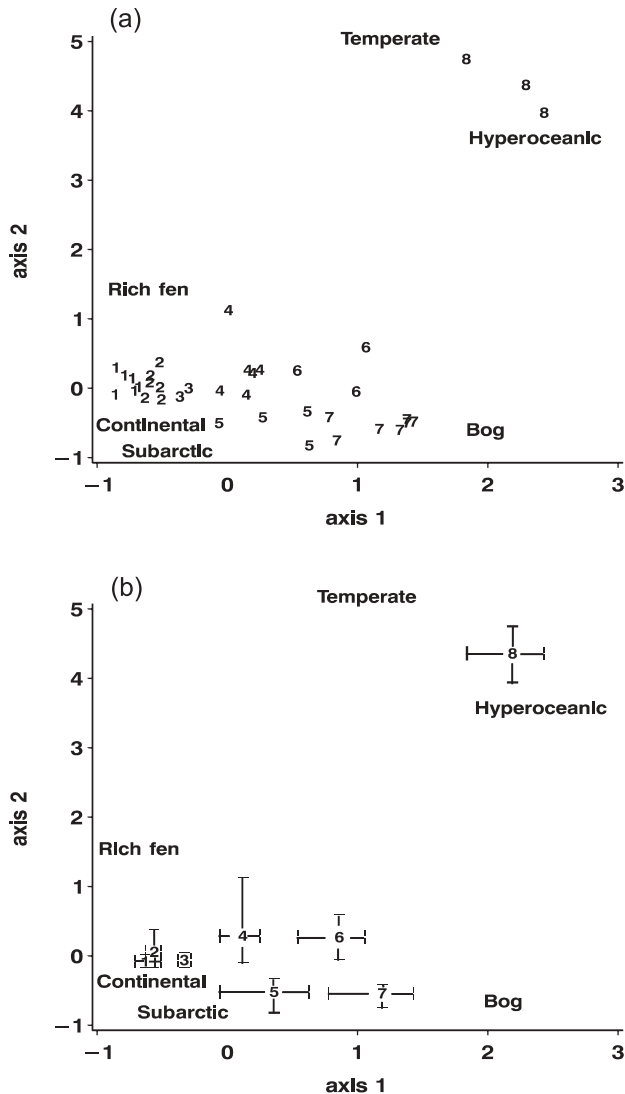 (a)
5
Temperate
8
8
4
8
Hyperoceanic
3
axis 2
2
Rich fen
1
4
6
2
1 4 4 6
1 2 4
1 2
0 1 2 3 4 6
1
1 2 3 4
2 2
5 7 7
Continental 5 5 7 7 Bog
7 7
Subarctic 5 7
−1
−1 0 1 2 3
axis 1
(b)
5
Temperate
8
4
Hyperoceanic
3
axis 2
2
Rich fen
1
4 6
0 1 2 3
Continental
5 7
Subarctic Bog
−1
−1 0 1 2 3
axis 1